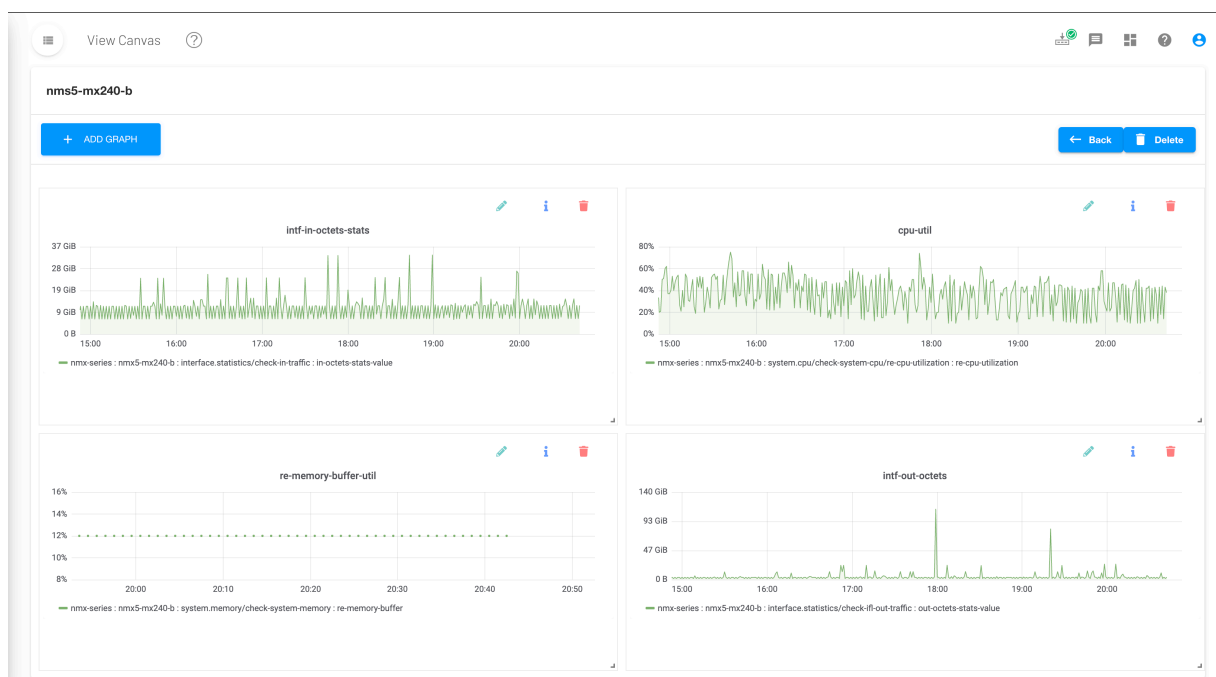 View Canvas
nms5-mx240-b
+ ADD GRAPH
← Back
Delete
intf-in-octets-stats
37 GiB
28 GiB
19 GiB
9 GiB
0 B
15:00 16:00 17:00 18:00 19:00 20:00
nmx-series : nmx5-mx240-b : interface.statistics/check-in-traffic : in-octets-stats-value
cpu-util
80%
60%
40%
20%
0%
15:00 16:00 17:00 18:00 19:00 20:00
nmx-series : nmx5-mx240-b : system.cpu/check-system-cpu/re-cpu-utilization : re-cpu-utilization
re-memory-buffer-util
16%
14%
12%
10%
8%
20:00 20:10 20:20 20:30 20:40 20:50
nmx-series : nmx5-mx240-b : system.memory/check-system-memory : re-memory-buffer
intf-out-octets
140 GiB
93 GiB
47 GiB
0 B
15:00 16:00 17:00 18:00 19:00 20:00
nmx-series : nmx5-mx240-b : interface.statistics/check-ifl-out-traffic : out-octets-stats-value